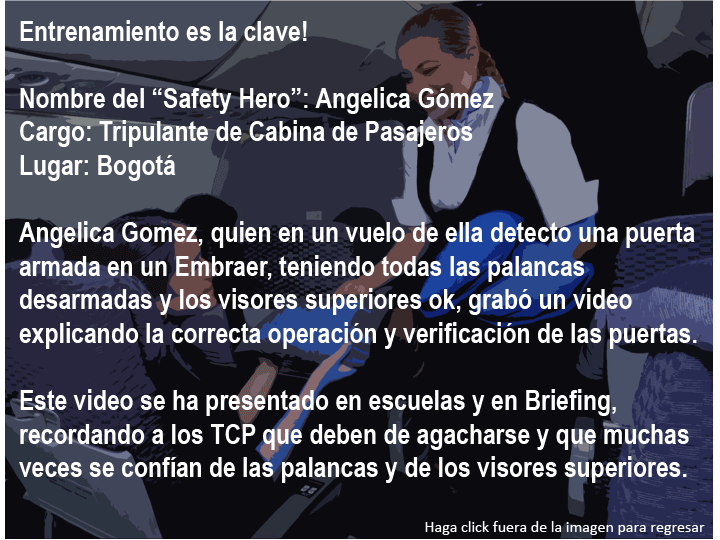 Entrenamiento es la clave!
Nombre del “Safety Hero”: Angelica Gómez
Cargo: Tripulante de Cabina de Pasajeros
Lugar: Bogotá
Angelica Gomez, quien en un vuelo de ella detecto una puerta
armada en un Embraer, teniendo todas las palancas
desarmadas y los visores superiores ok, grabó un video
explicando la correcta operación y verificación de las puertas.
Este video se ha presentado en escuelas y en Briefing,
recordando a los TCP que deben de agacharse y que muchas
veces se confían de las palancas y de los visores superiores.
Haga click fuera de la imagen para regresar